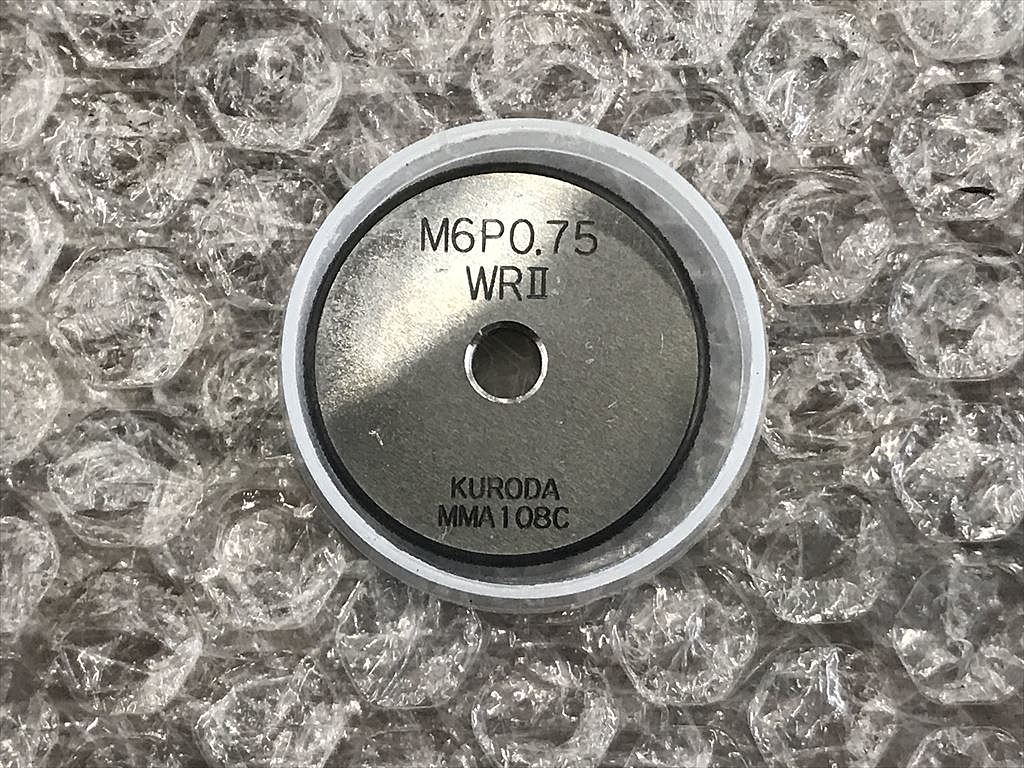 M6P0.75
WRⅡ
KURODA
MMA108C